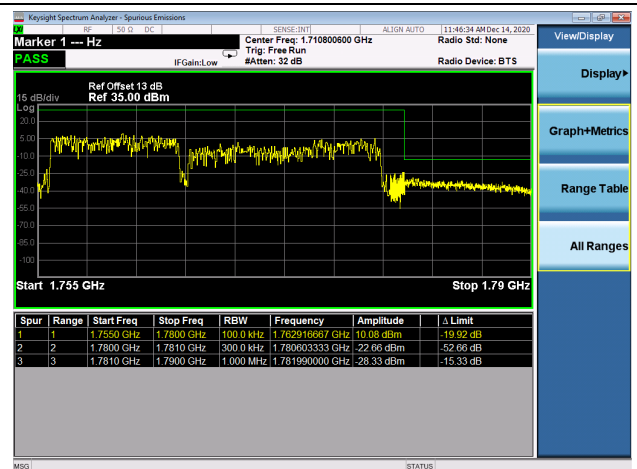 Keysight Spectrum Analyzer - Spurious Emissions
RF 50 Ω DC SENSE:INT ALIGN AUTO 11:46:34 AM Dec 14, 2020
Marker 1 --- Hz
Center Freq: 1.710800600 GHz
Radio Std: None
Trig: Free Run
PASS
IFGain:Low
#Atten: 32 dB
Radio Device: BTS
View/Display
Display
Graph+Metrics
Range Table
All Ranges
Ref Offset 13 dB
15 dB/div Ref 35.00 dBm
Log
20.0
5.00
-10.0
-25.0
-40.0
-55.0
-70.0
-85.0
-100
Start 1.755 GHz Stop 1.79 GHz
Spur Range Start Freq Stop Freq RBW Frequency Amplitude Δ Limit
1 1 1.7550 GHz 1.7800 GHz 100.0 kHz 1.762916667 GHz 10.08 dBm -19.92 dB
2 2 1.7800 GHz 1.7810 GHz 300.0 kHz 1.780603333 GHz -22.66 dBm -52.66 dB
3 3 1.7810 GHz 1.7900 GHz 1.000 MHz 1.781990000 GHz -28.33 dBm -15.33 dB
MSG STATUS